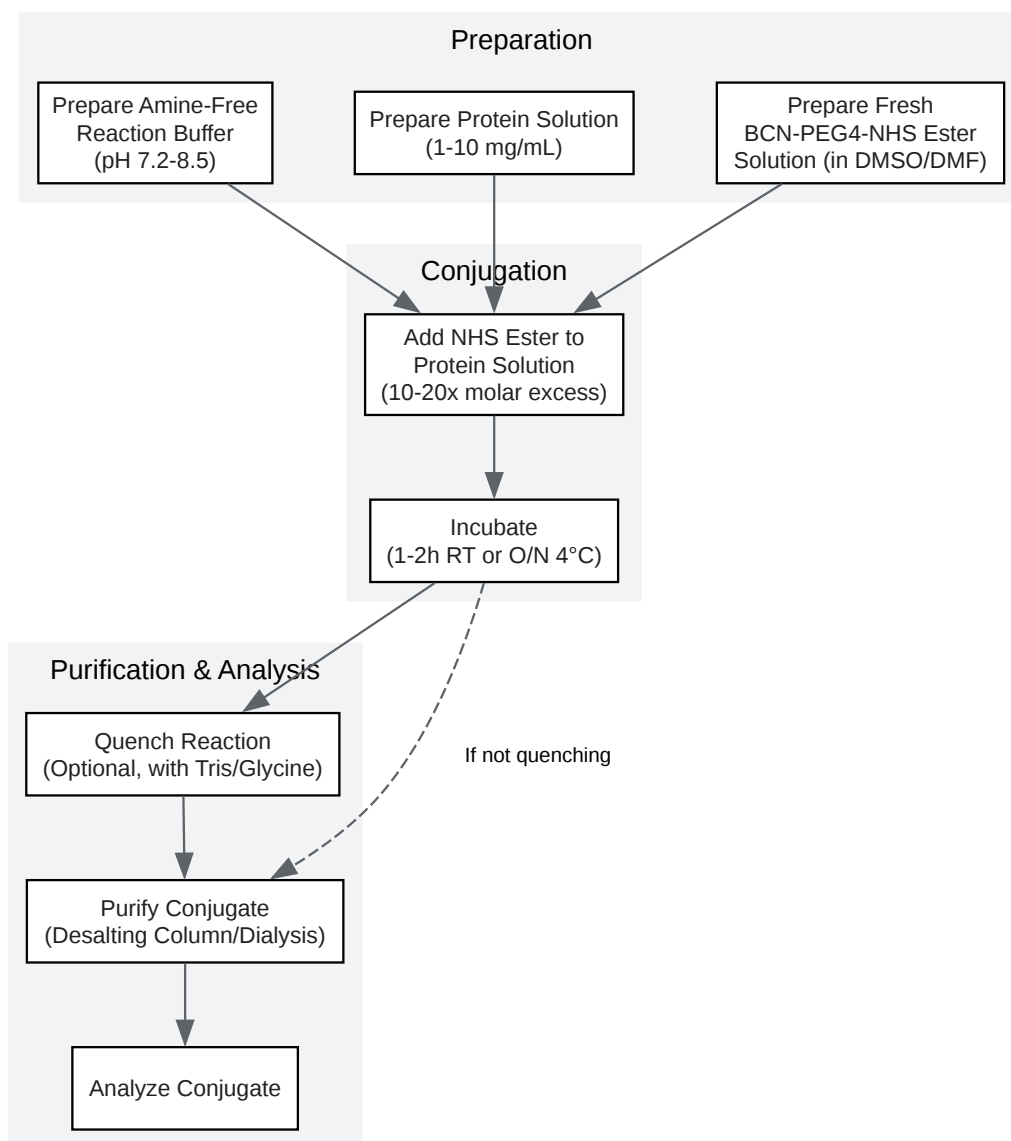 Preparation
Prepare Amine-Free
Reaction Buffer
(pH 7.2-8.5)
Prepare Protein Solution
(1-10 mg/mL)
Prepare Fresh
BCN-PEG4-NHS Ester
Solution (in DMSO/DMF)
Conjugation
Add NHS Ester to
Protein Solution
(10-20x molar excess)
Incubate
(1-2h RT or O/N 4°C)
Purification & Analysis
Quench Reaction
(Optional, with Tris/Glycine)
If not quenching
Purify Conjugate
(Desalting Column/Dialysis)
Analyze Conjugate